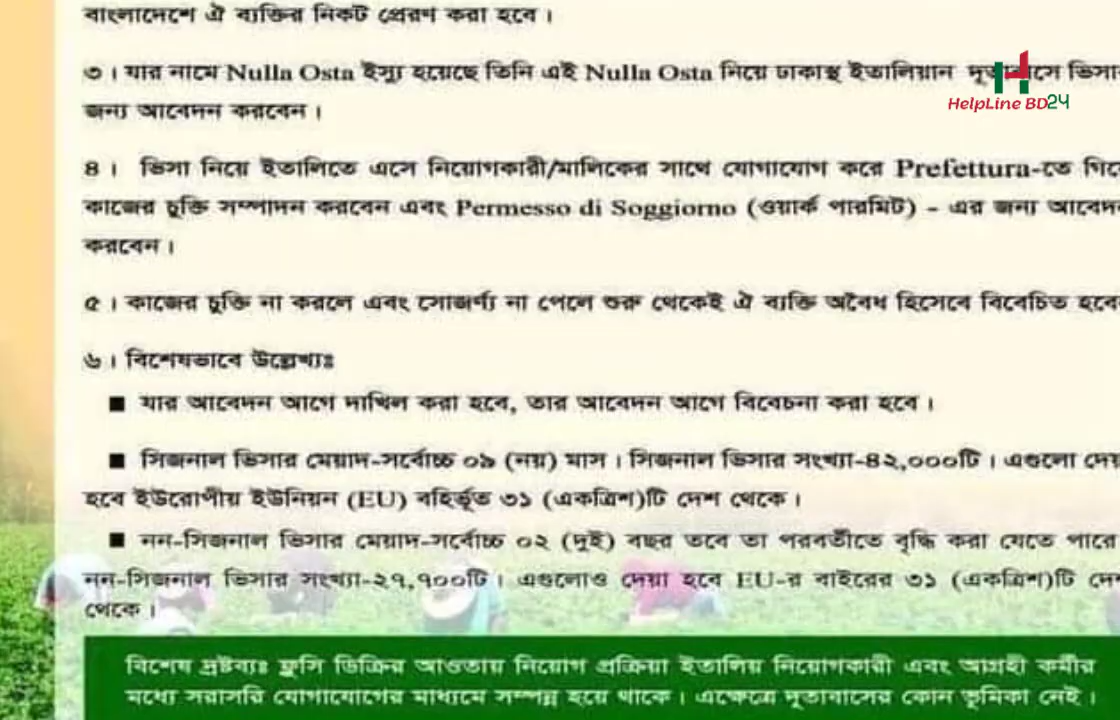 বাংলাদেশে ঐ ব্যক্তির নিকট প্রেরণ করা হবে।
৩। যার নামে Nulla Osta ইস্যু হয়েছে তিনি এই Nulla Osta নিয়ে ঢাকাস্থ ইতালিয়ান দূতাবাসে ভিসার
HelpLine BD24
জন্য আবেদন করবেন।
৪। ভিসা নিয়ে ইতালিতে এসে নিয়োগকারী/মালিকের সাথে যোগাযোগ করে Prefettura-তে গিয়ে
কাজের চুক্তি সম্পাদন করবেন এবং Permesso di Soggiorno (ওয়ার্ক পারমিট) - এর জন্য আবেদন
করবেন।
৫। কাজের চুক্তি না করলে এবং সোজর্ণ্য না পেলে শুরু থেকেই ঐ ব্যক্তি অবৈধ হিসেবে বিবেচিত হবে
৬। বিশেষভাবে উল্লেখ্যঃ
■ যার আবেদন আগে দাখিল করা হবে, তার আবেদন আগে বিবেচনা করা হবে।
■ সিজনাল ভিসার মেয়াদ-সর্বোচ্চ ০৯ (নয়) মাস। সিজনাল ভিসার সংখ্যা-৪২,০০০টি। এগুলো দেয়
হবে ইউরোপীয় ইউনিয়ন (EU) বহির্ভূত ৩১ (একত্রিশ)টি দেশ থেকে।
■ নন-সিজনাল ভিসার মেয়াদ-সর্বোচ্চ ০২ (দুই) বছর তবে তা পরবর্তীতে বৃদ্ধি করা যেতে পারে
নন-সিজনাল ভিসার সংখ্যা-২৭,৭০০টি। এগুলোও দেয়া হবে EU-র বাইরের ৩১ (একত্রিশ)টি দেশ
থেকে।
বিশেষ দ্রষ্টব্যঃ ফ্লুসি ডিক্রির আওতায় নিয়োগ প্রক্রিয়া ইতালিয় নিয়োগকারী এবং আগ্রহী কর্মীর
মধ্যে সরাসরি যোগাযোগের মাধ্যমে সম্পন্ন হয়ে থাকে। এক্ষেত্রে দূতাবাসের কোন ভূমিকা নেই।